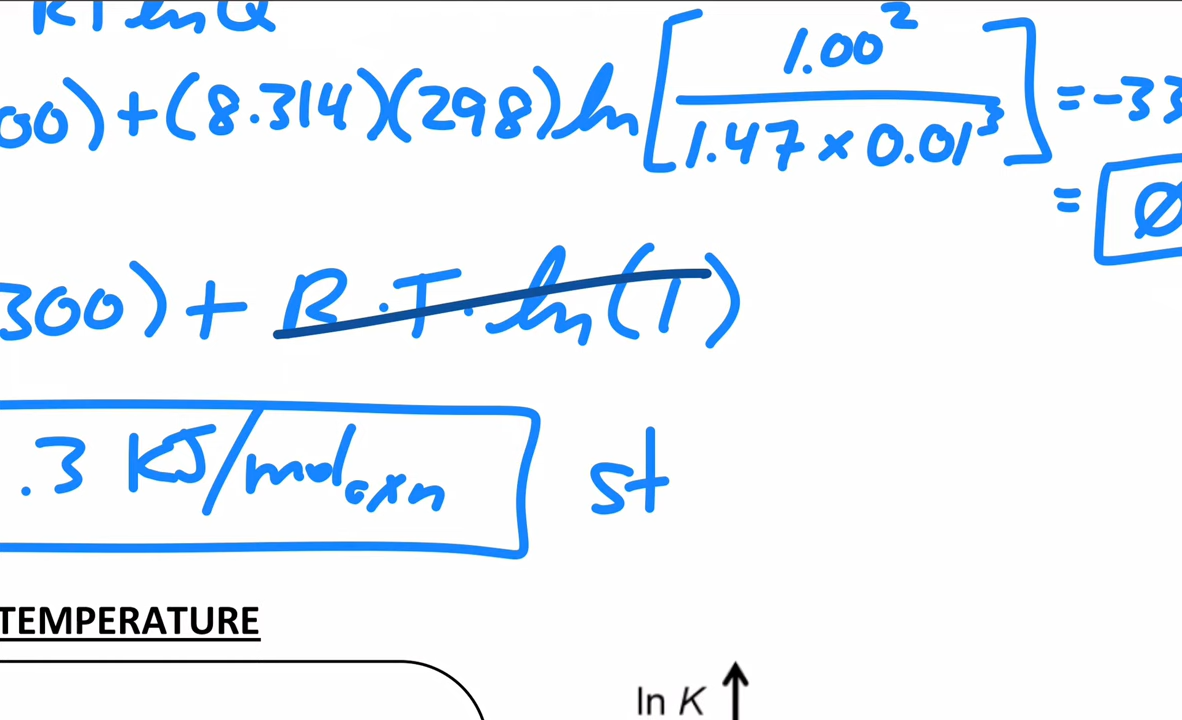 RT ln Q
00) + (8.314)(298) ln [ 1.00² / 1.47 × 0.01³ ] = -33
= 0
300) + R · T · ln(1)
.3 KJ/mol rxn st
TEMPERATURE
ln K